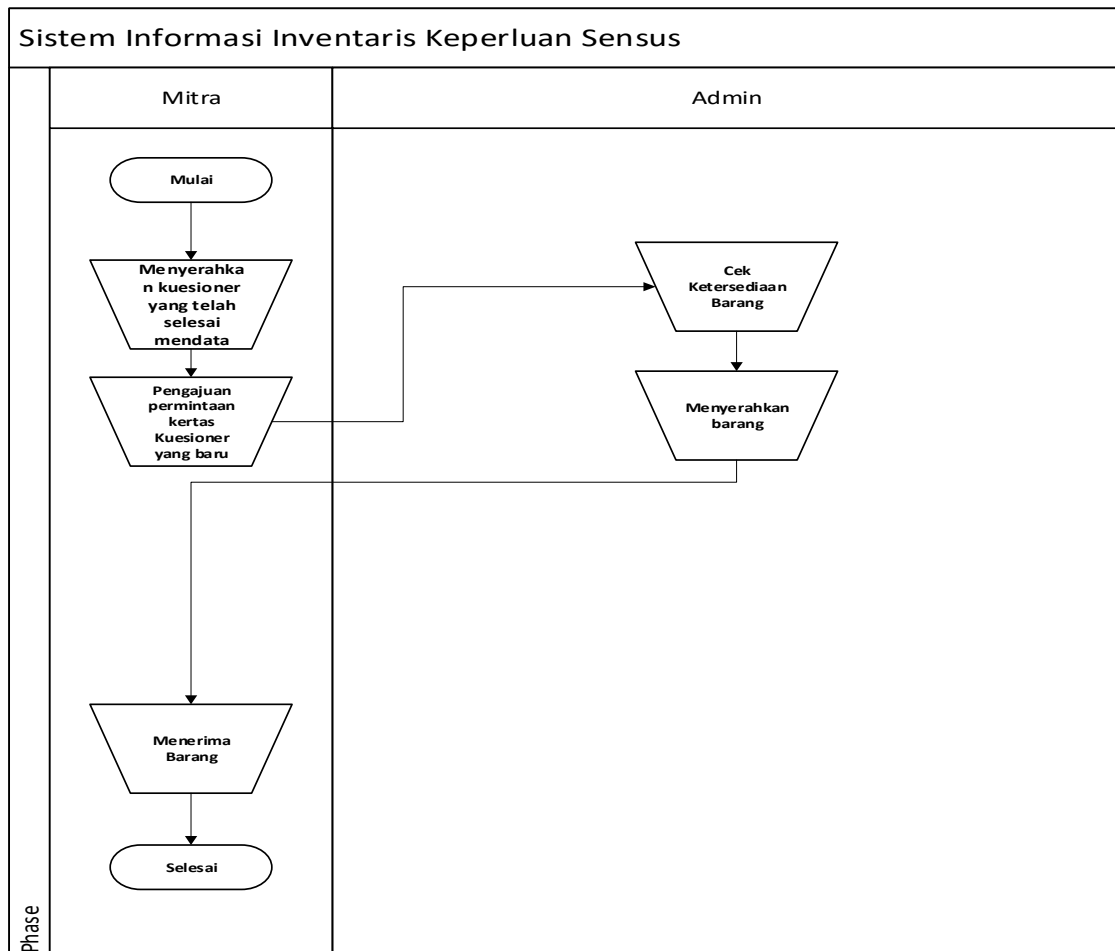 Sistem Informasi Inventaris Keperluan Sensus
Mitra
Admin
Mulai
Menyerahka
n kuesioner
yang telah
selesai
mendata
Pengajuan
permintaan
kertas
Kuesioner
yang baru
Cek
Ketersediaan
Barang
Menyerahkan
barang
Menerima
Barang
Selesai
Phase